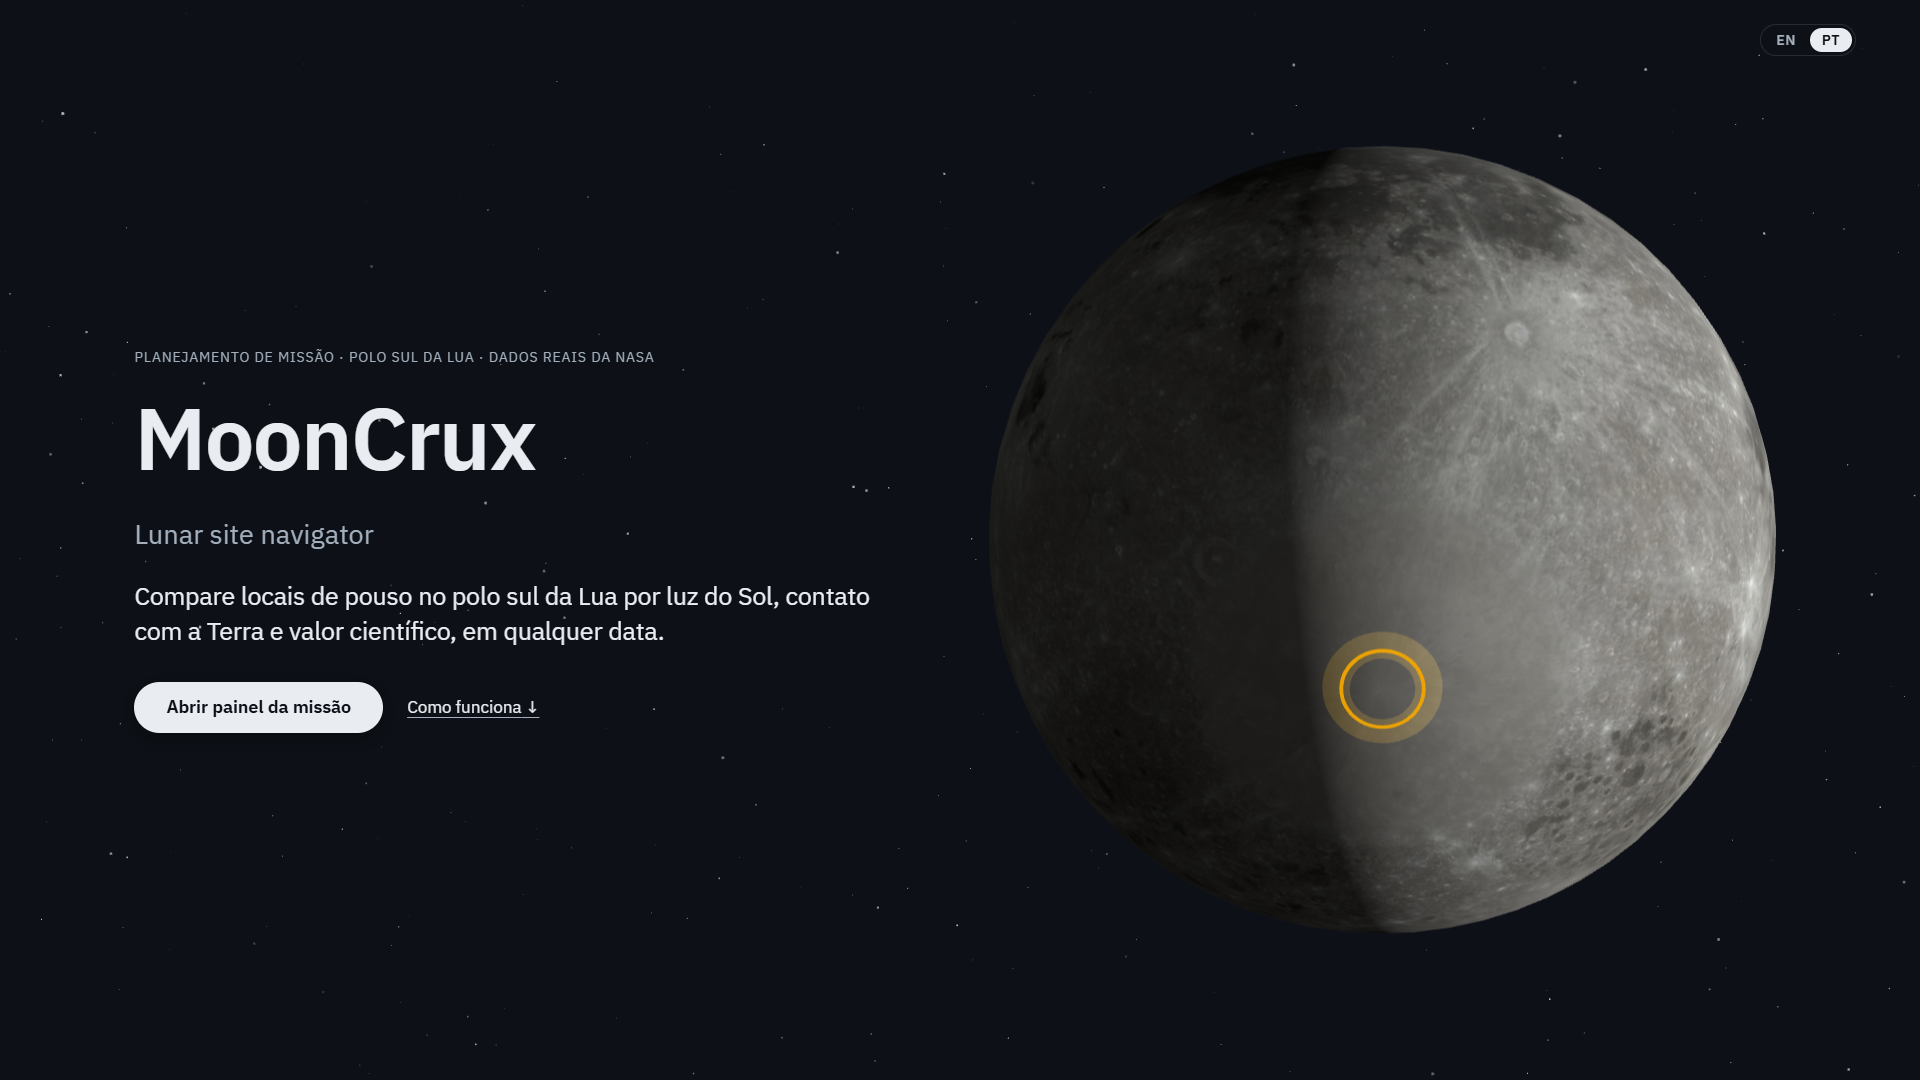 EN PT
PLANEJAMENTO DE MISSÃO · POLO SUL DA LUA · DADOS REAIS DA NASA
MoonCrux
Lunar site navigator
Compare locais de pouso no polo sul da Lua por luz do Sol, contato
com a Terra e valor científico, em qualquer data.
Abrir painel da missão Como funciona ↓